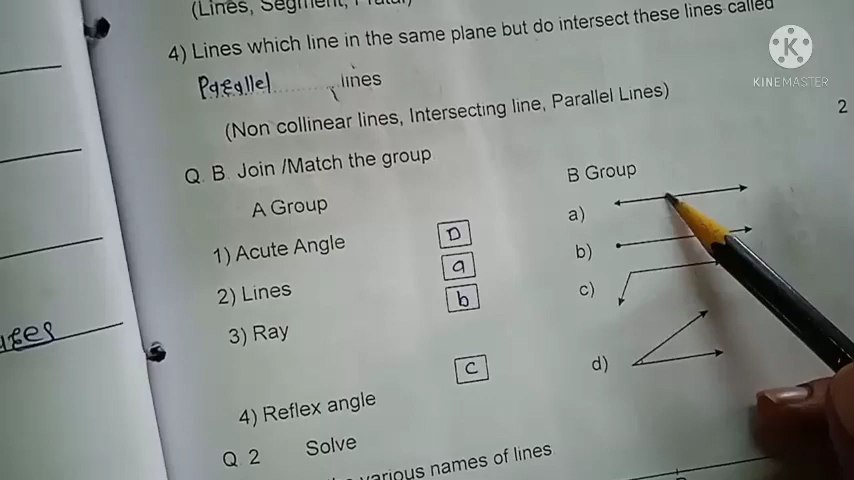 (Lines, Segment,
4) Lines which line in the same plane but do intersect these lines called
Parallel lines
(Non collinear lines, Intersecting line, Parallel Lines)
2
Q. B. Join /Match the group
A Group
B Group
1) Acute Angle D a)
2) Lines a b)
3) Ray b c)
4) Reflex angle c d)
Q. 2 Solve
various names of lines
KINEMASTER